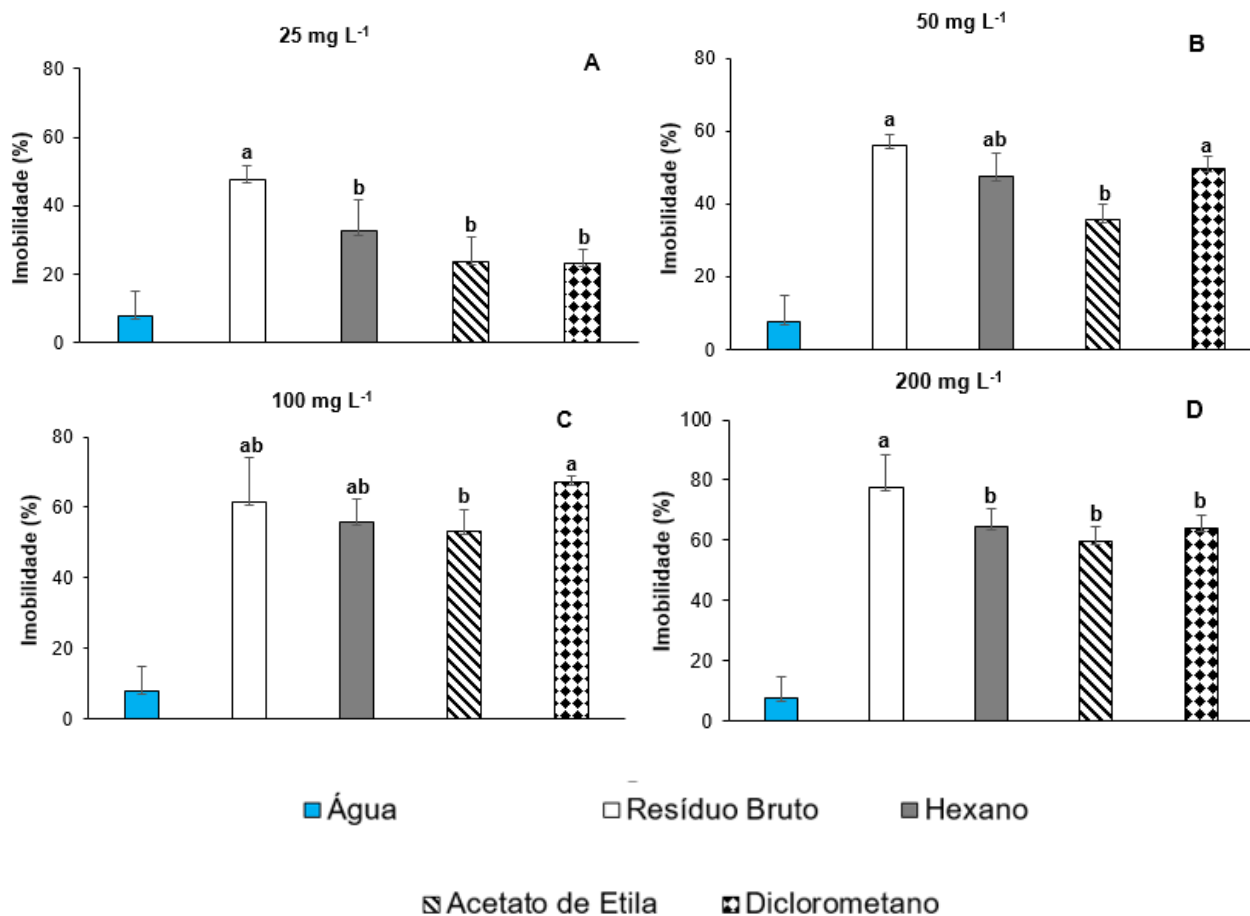 25 mg L⁻¹
A
Imobilidade (%)
80
60
40
20
0
a
b
b
b
50 mg L⁻¹
B
Imobilidade (%)
80
60
40
20
0
a
ab
b
a
100 mg L⁻¹
C
Imobilidade (%)
80
60
40
20
0
ab
ab
b
a
200 mg L⁻¹
D
Imobilidade (%)
100
80
60
40
20
0
a
b
b
b
Água Resíduo Bruto Hexano
Acetato de Etila Diclorometano